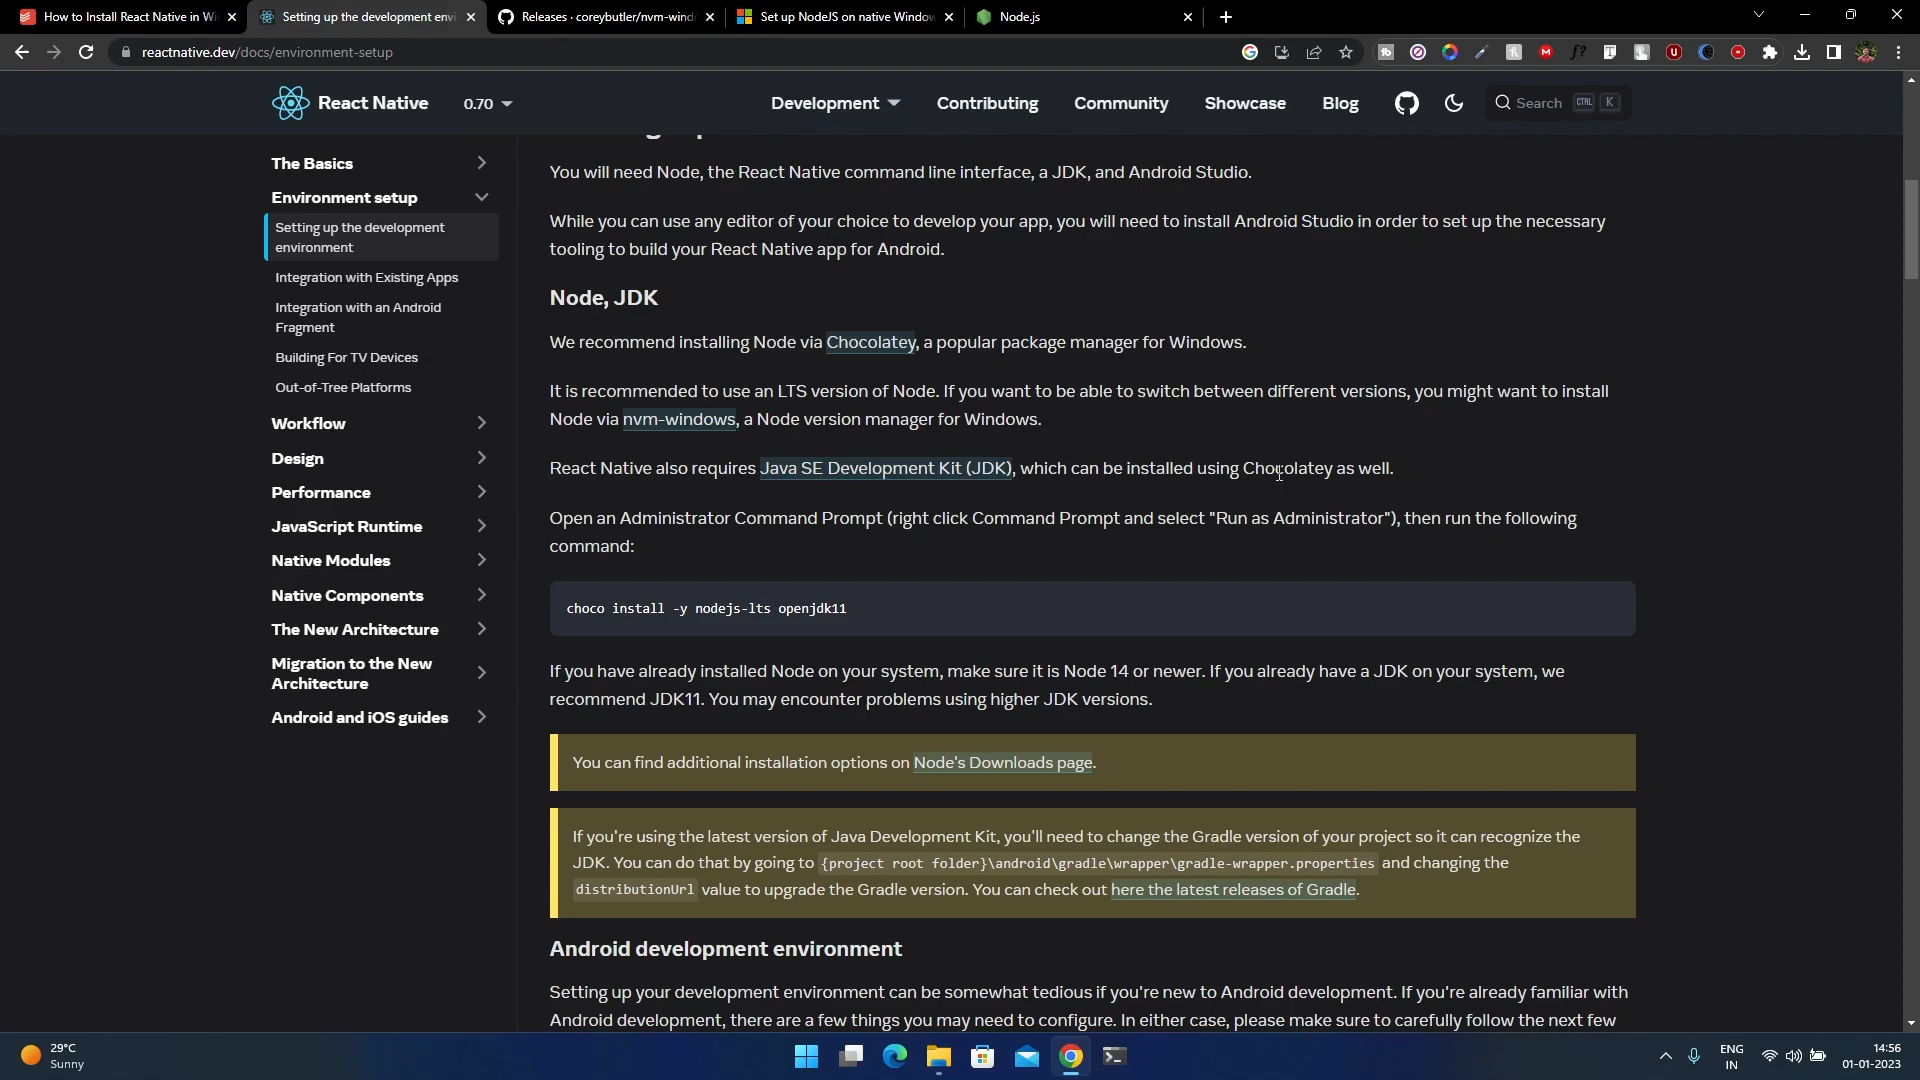 How to Install React Native in Wi
Setting up the development envi
Releases · coreybutler/nvm-wind
Set up NodeJS on native Window
Node.js
reactnative.dev/docs/environment-setup
React Native
0.70
Development
Contributing
Community
Showcase
Blog
Search
CTRL
K
The Basics
Environment setup
Setting up the development
environment
Integration with Existing Apps
Integration with an Android
Fragment
Building For TV Devices
Out-of-Tree Platforms
Workflow
Design
Performance
JavaScript Runtime
Native Modules
Native Components
The New Architecture
Migration to the New
Architecture
Android and iOS guides
You will need Node, the React Native command line interface, a JDK, and Android Studio.
While you can use any editor of your choice to develop your app, you will need to install Android Studio in order to set up the necessary
tooling to build your React Native app for Android.
Node, JDK
We recommend installing Node via Chocolatey, a popular package manager for Windows.
It is recommended to use an LTS version of Node. If you want to be able to switch between different versions, you might want to install
Node via nvm-windows, a Node version manager for Windows.
React Native also requires Java SE Development Kit (JDK), which can be installed using Chocolatey as well.
Open an Administrator Command Prompt (right click Command Prompt and select "Run as Administrator"), then run the following
command:
choco install -y nodejs-lts openjdk11
If you have already installed Node on your system, make sure it is Node 14 or newer. If you already have a JDK on your system, we
recommend JDK11. You may encounter problems using higher JDK versions.
You can find additional installation options on Node's Downloads page.
If you're using the latest version of Java Development Kit, you'll need to change the Gradle version of your project so it can recognize the
JDK. You can do that by going to {project root folder}\android\gradle\wrapper\gradle-wrapper.properties and changing the
distributionUrl value to upgrade the Gradle version. You can check out here the latest releases of Gradle.
Android development environment
Setting up your development environment can be somewhat tedious if you're new to Android development. If you're already familiar with
Android development, there are a few things you may need to configure. In either case, please make sure to carefully follow the next few
29°C
Sunny
ENG
IN
14:56
01-01-2023